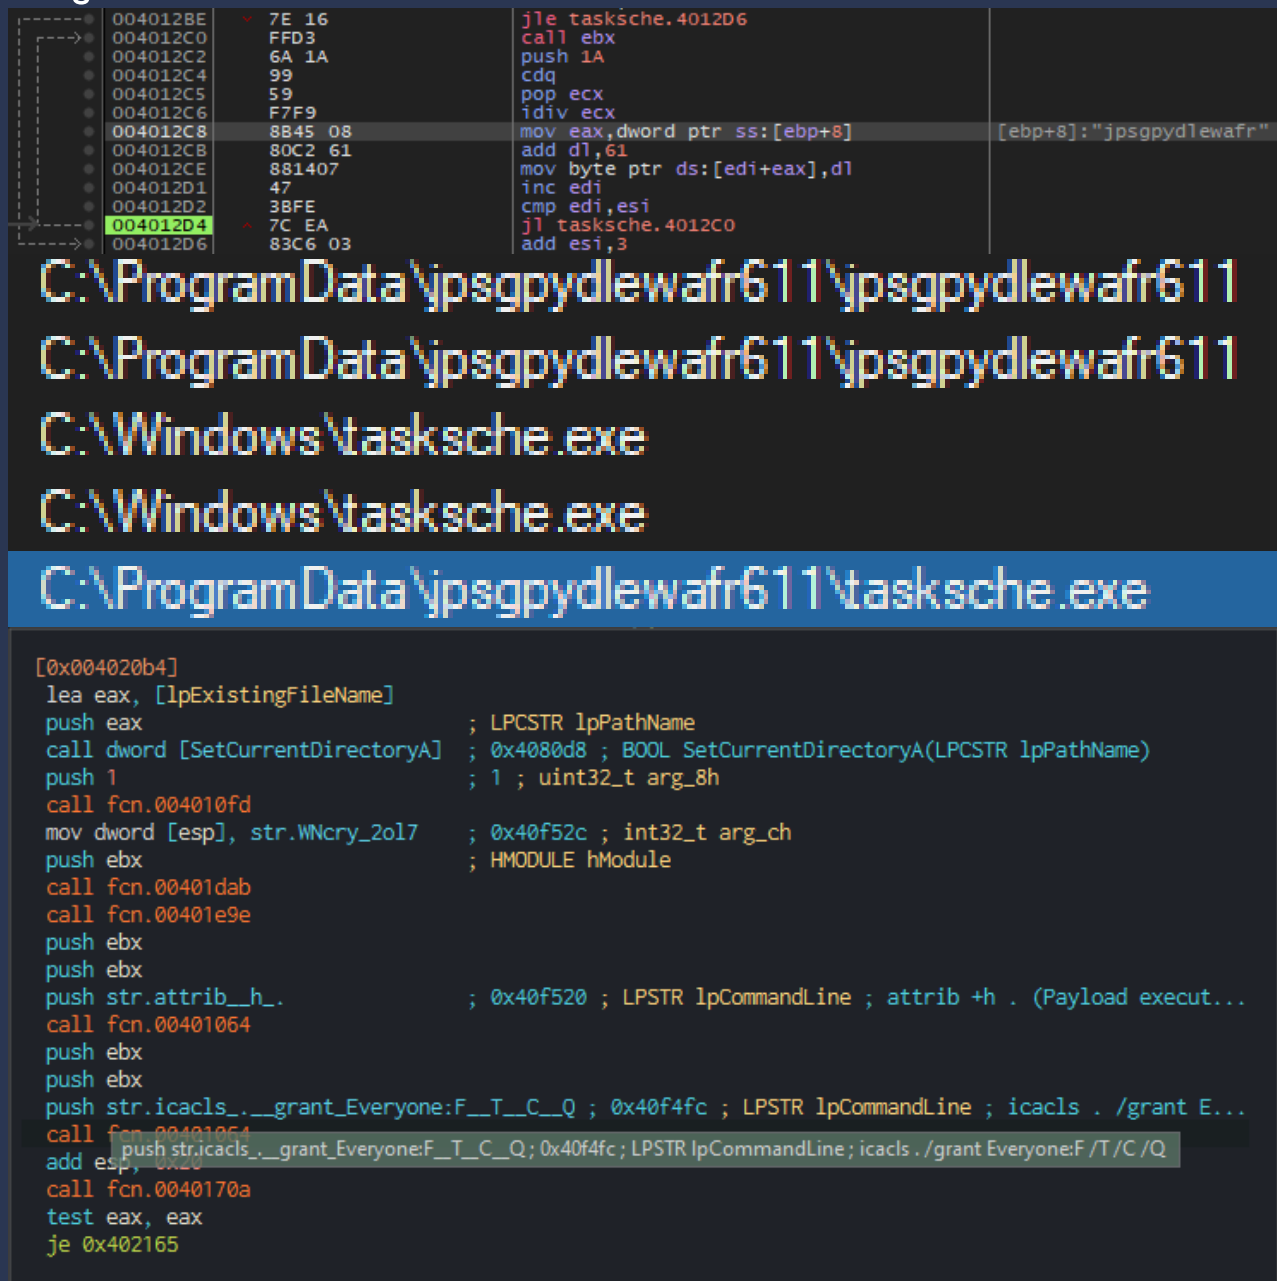 004012BE 7E 16 jle tasksche.4012D6
004012C0 FFD3 call ebx
004012C2 6A 1A push 1A
004012C4 99 cdq
004012C5 59 pop ecx
004012C6 F7F9 idiv ecx
004012C8 8B45 08 mov eax,dword ptr ss:[ebp+8] [ebp+8]:"jpsgpydlewafr"
004012CB 80C2 61 add dl,61
004012CE 881407 mov byte ptr ds:[edi+eax],dl
004012D1 47 inc edi
004012D2 3BFE cmp edi,esi
004012D4 7C EA jl tasksche.4012C0
004012D6 83C6 03 add esi,3
C:\ProgramData\jpsgpydlewafr611\jpsgpydlewafr611
C:\ProgramData\jpsgpydlewafr611\jpsgpydlewafr611
C:\Windows\tasksche.exe
C:\Windows\tasksche.exe
C:\ProgramData\jpsgpydlewafr611\tasksche.exe
[0x004020b4]
lea eax, [lpExistingFileName]
push eax ; LPCSTR lpPathName
call dword [SetCurrentDirectoryA] ; 0x4080d8 ; BOOL SetCurrentDirectoryA(LPCSTR lpPathName)
push 1 ; 1 ; uint32_t arg_8h
call fcn.004010fd
mov dword [esp], str.WNcry_2ol7 ; 0x40f52c ; int32_t arg_ch
push ebx ; HMODULE hModule
call fcn.00401dab
call fcn.00401e9e
push ebx
push ebx
push str.attrib__h_. ; 0x40f520 ; LPSTR lpCommandLine ; attrib +h . (Payload execut...
call fcn.00401064
push ebx
push ebx
push str.icacls_.__grant_Everyone:F__T__C__Q ; 0x40f4fc ; LPSTR lpCommandLine ; icacls . /grant E...
call fcn.00401064
push str.icacls_.__grant_Everyone:F__T__C__Q ; 0x40f4fc ; LPSTR lpCommandLine ; icacls . /grant Everyone:F /T /C /Q
add esp, 0x20
call fcn.0040170a
test eax, eax
je 0x402165